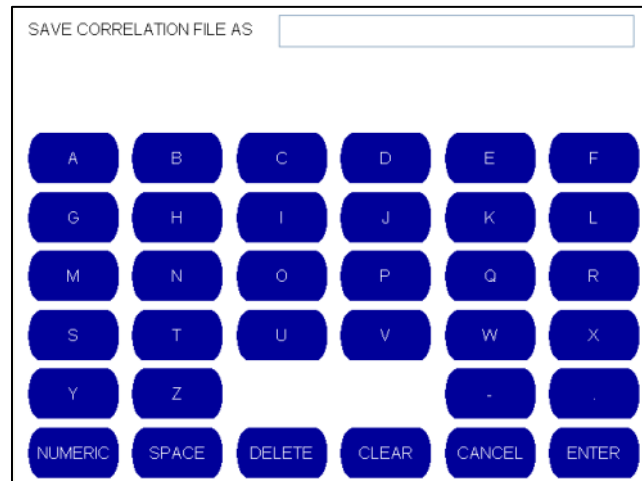 SAVE CORRELATION FILE AS
A B C D E F
G H I J K L
M N O P Q R
S T U V W X
Y Z - .
NUMERIC SPACE DELETE CLEAR CANCEL ENTER